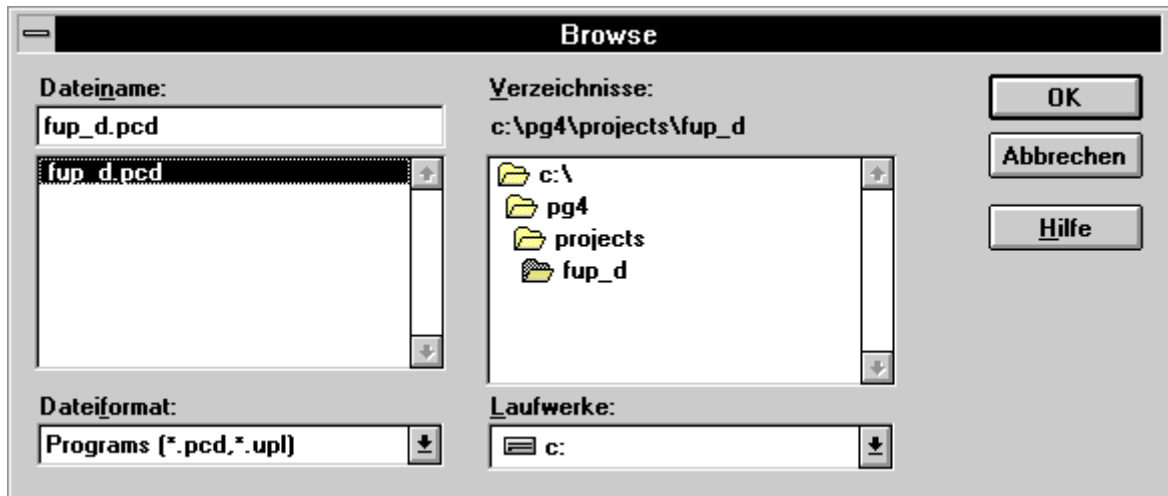 Browse
Dateiname:
fup_d.pcd
fup_d.pcd
Verzeichnisse:
c:\pg4\projects\fup_d
c:\
pg4
projects
fup_d
Dateiformat:
Programs (*.pcd,*.upl)
Laufwerke:
c:
OK
Abbrechen
Hilfe